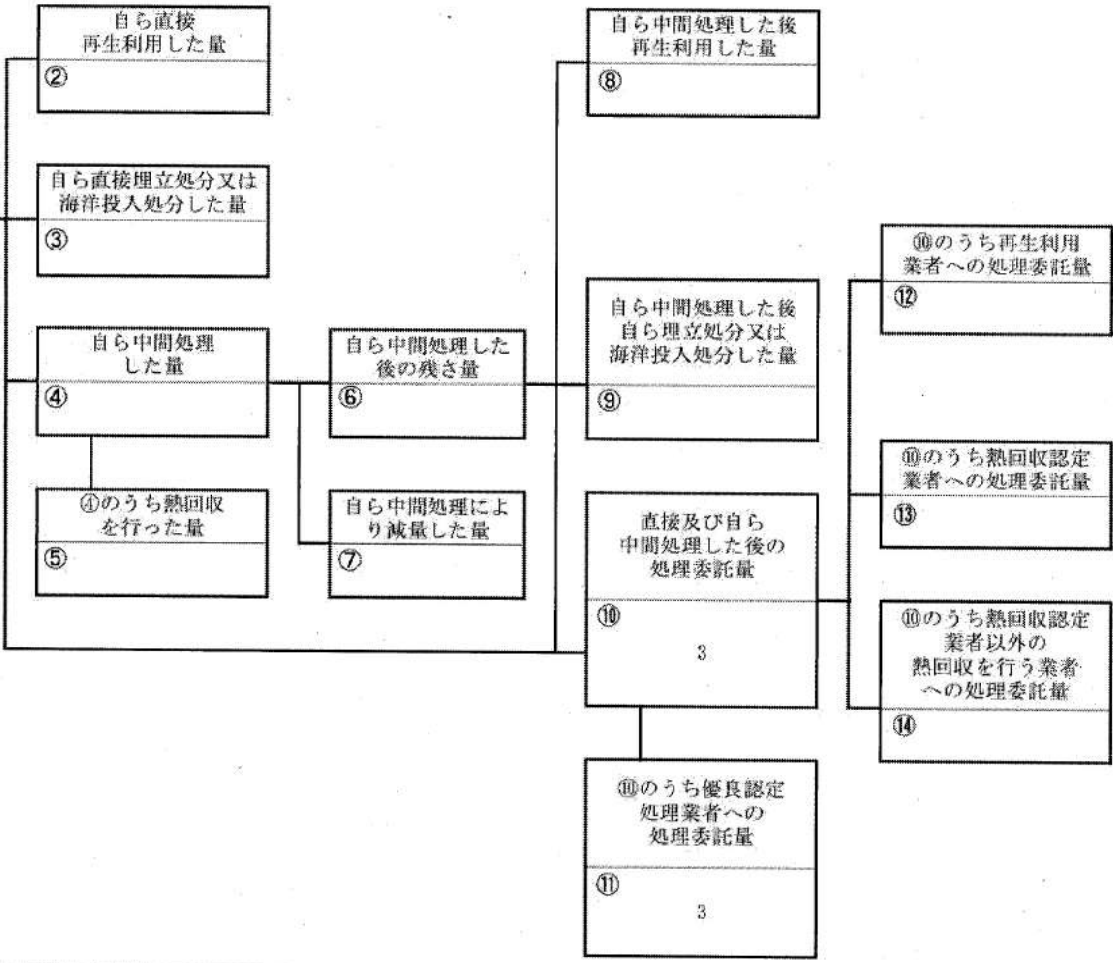 自ら直接
再生利用した量
②
自ら直接埋立処分又は
海洋投入処分した量
③
自ら中間処理
した量
④
④のうち熱回収
を行った量
⑤
自ら中間処理した
後の残さ量
⑥
自ら中間処理によ
り減量した量
⑦
自ら中間処理した後
再生利用した量
⑧
自ら中間処理した後
自ら埋立処分又は
海洋投入処分した量
⑨
直接及び自ら
中間処理した後の
処理委託量
⑩
3
⑩のうち優良認定
処理業者への
処理委託量
⑪
3
⑩のうち再生利用
業者への処理委託量
⑫
⑩のうち熱回収認定
業者への処理委託量
⑬
⑩のうち熱回収認定
業者以外の
熱回収を行う業者
への処理委託量
⑭